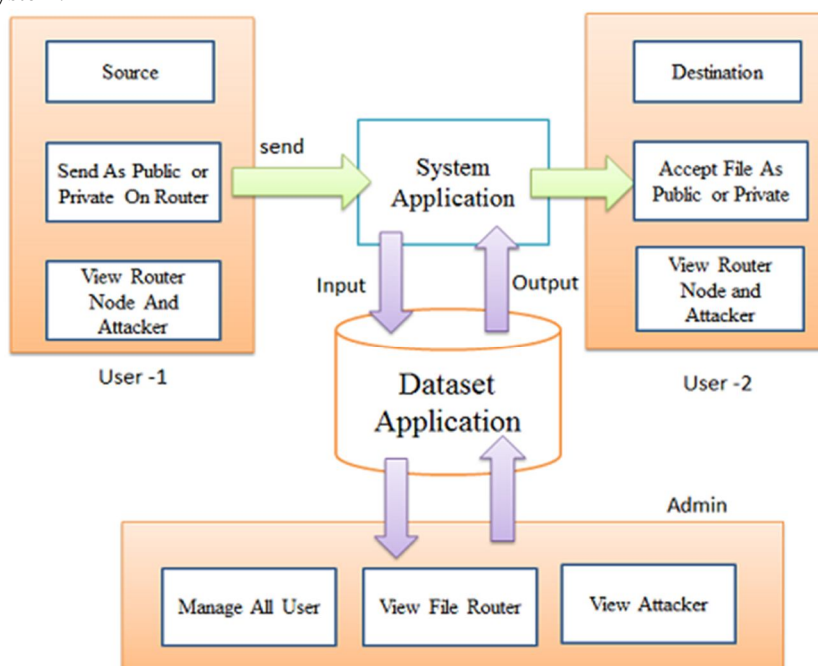 Source
Send As Public or
Private On Router
View Router
Node And
Attacker
User -1
send
System
Application
Input
Output
Dataset
Application
Destination
Accept File As
Public or Private
View Router
Node and
Attacker
User -2
Admin
Manage All User
View File Router
View Attacker